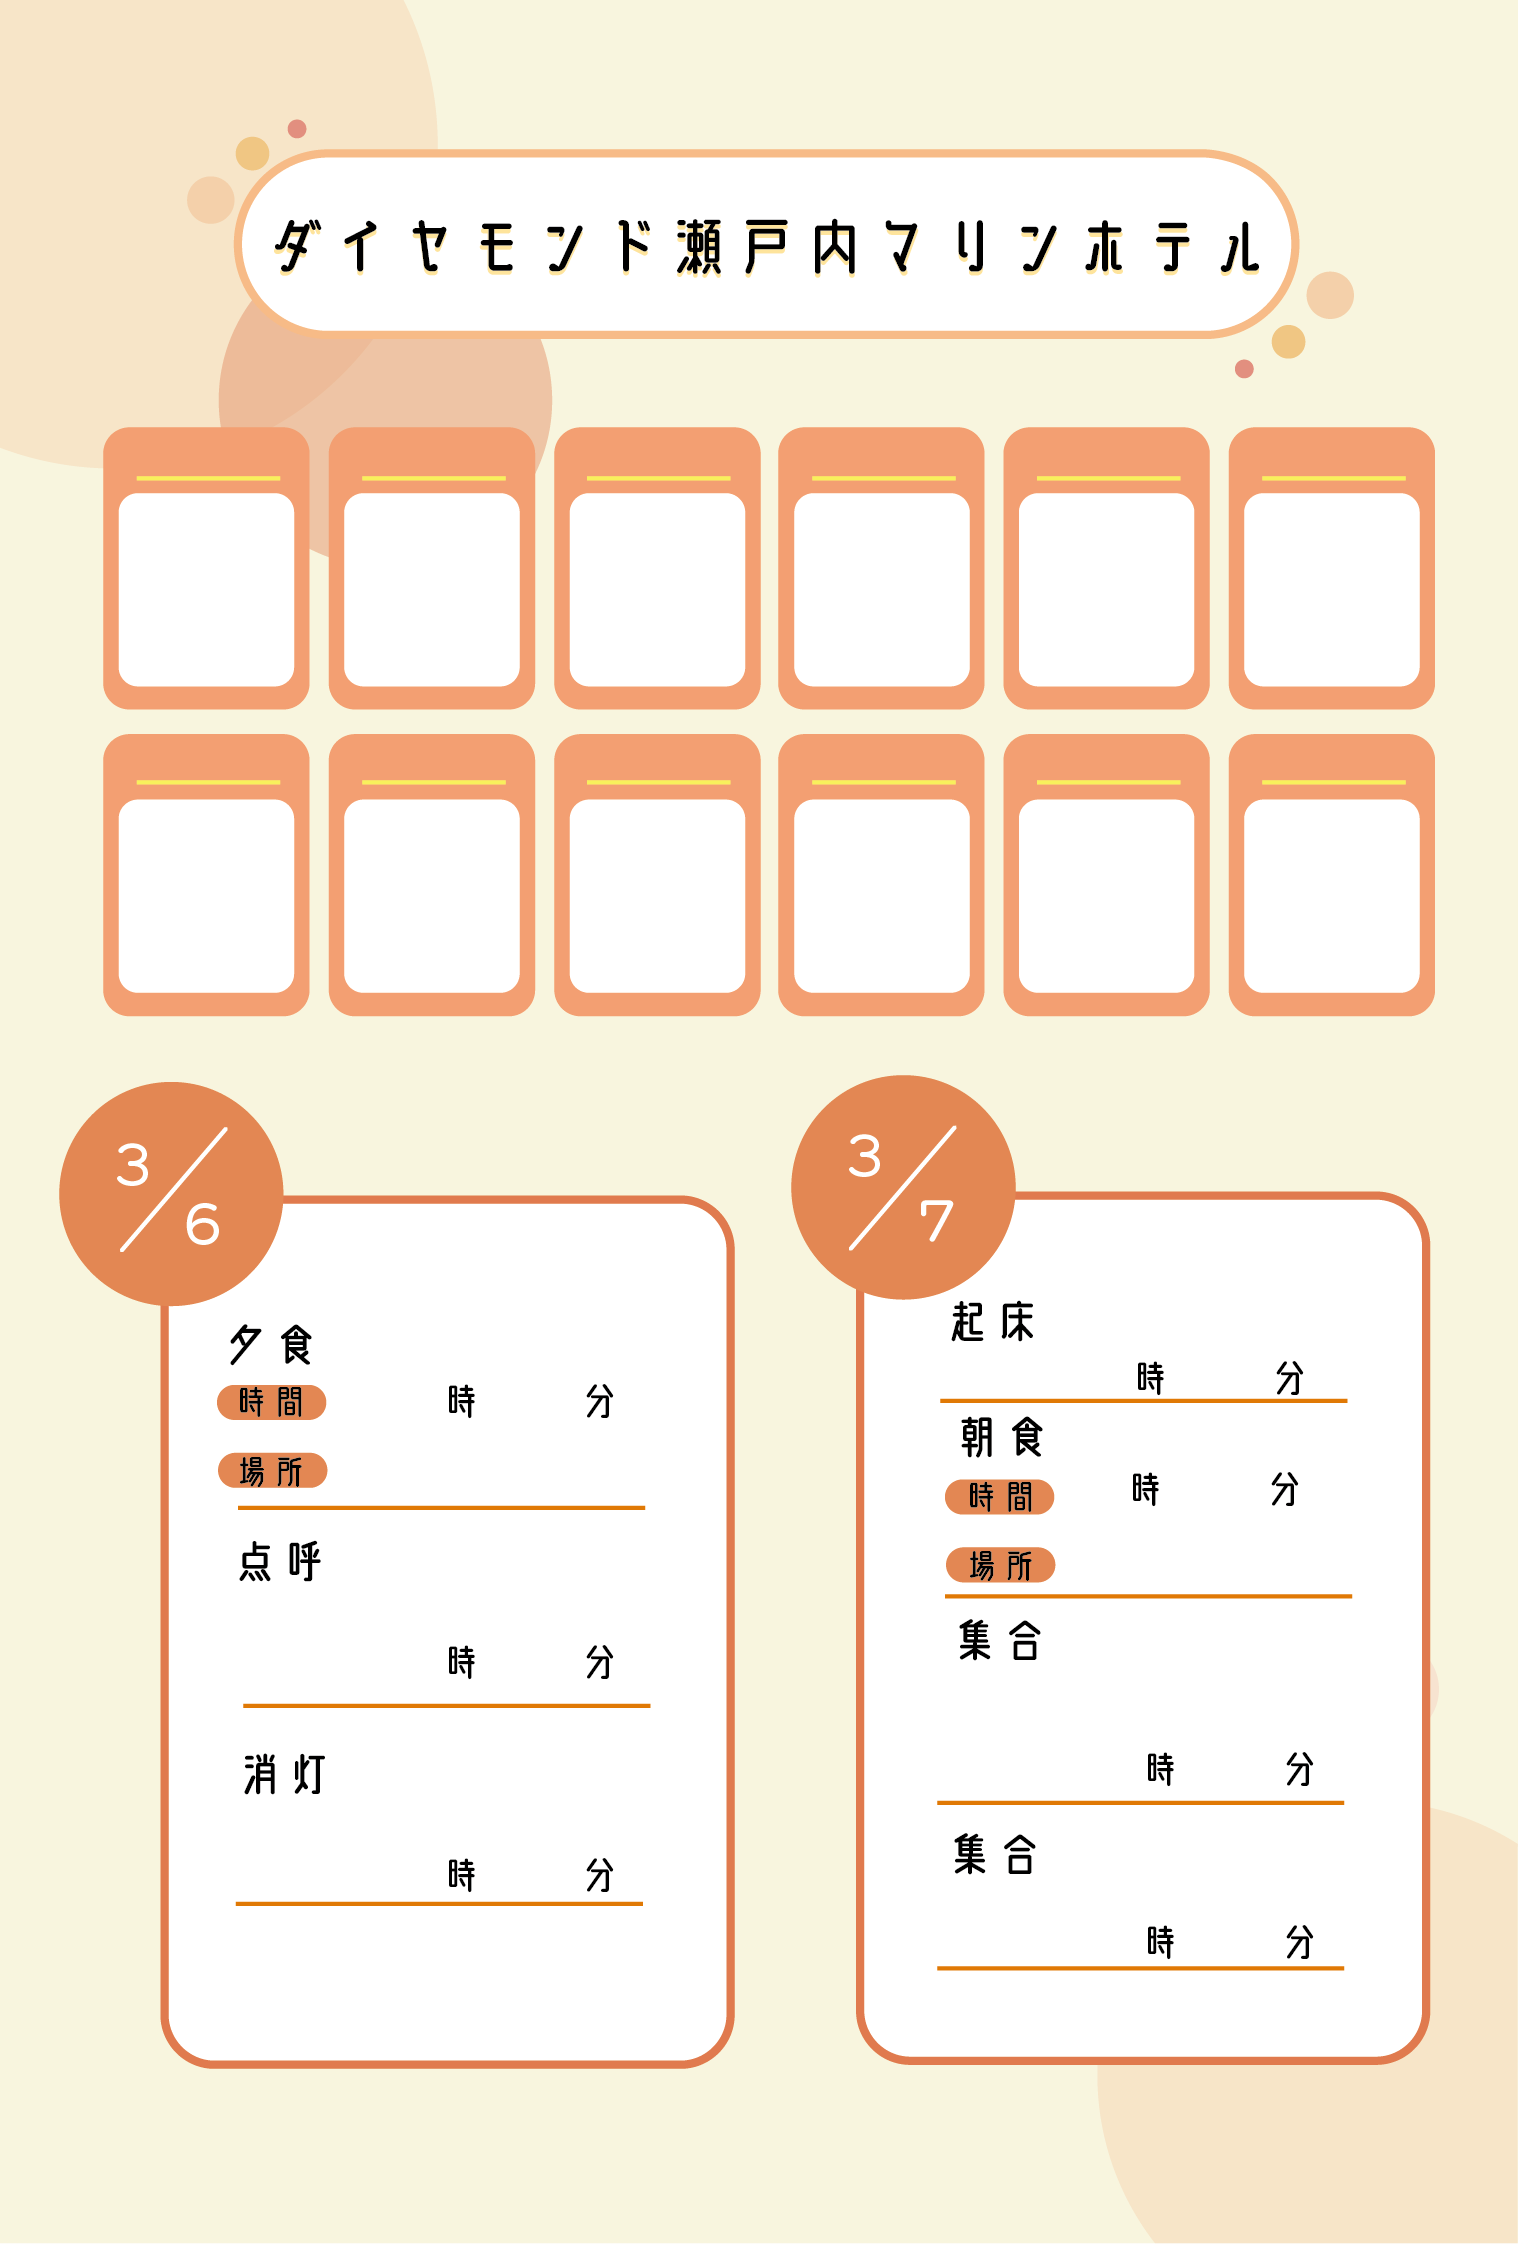 ダイヤモンド瀬戸内マリンホテル
3/6
夕食
時間 時 分
場所
点呼
時 分
消灯
時 分
3/7
起床
時 分
朝食
時間 時 分
場所
集合
時 分
集合
時 分